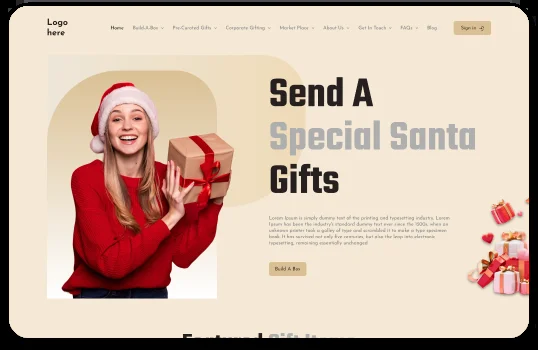 Logo
here
Home Build-A-Box Pre-Curated Gifts Corporate Gifting Market Place About Us Get In Touch FAQs Blog Sign in
Send A
Special Santa
Gifts
Lorem Ipsum is simply dummy text of the printing and typesetting industry. Lorem
Ipsum has been the industry's standard dummy text ever since the 1500s, when an
unknown printer took a galley of type and scrambled it to make a type specimen
book. It has survived not only five centuries, but also the leap into electronic
typesetting, remaining essentially unchanged.
Build A Box
Featured Gift Items